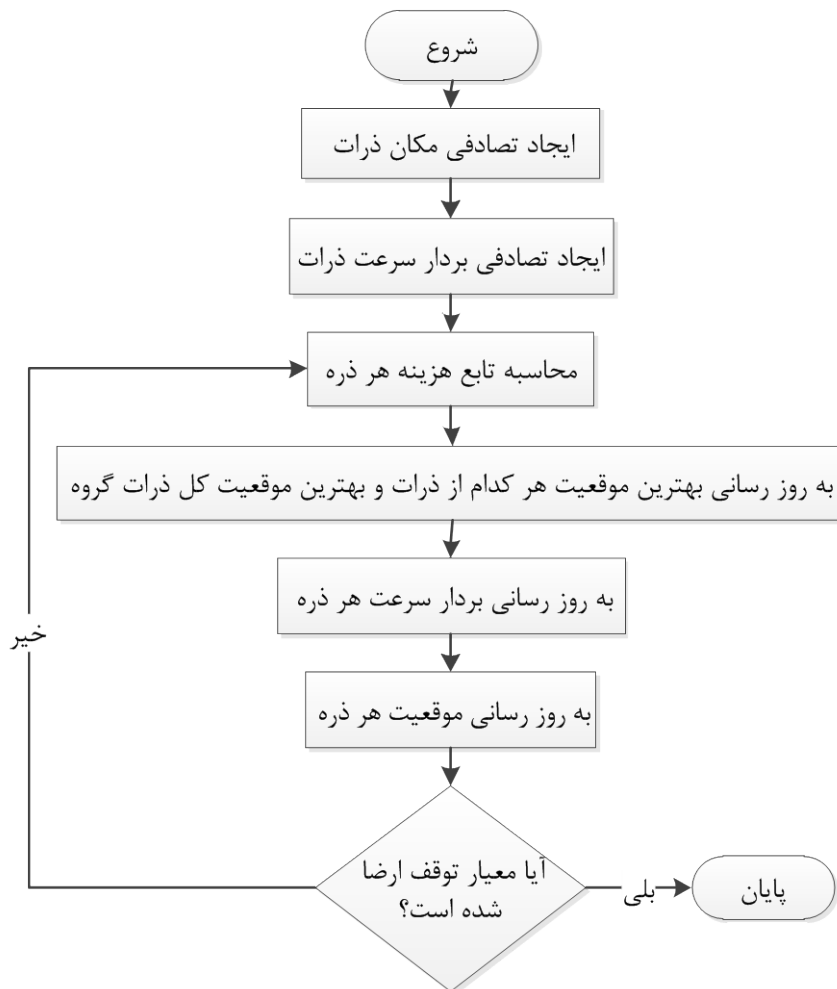 شروع
ایجاد تصادفی مکان ذرات
ایجاد تصادفی بردار سرعت ذرات
محاسبه تابع هزینه هر ذره
به روز رسانی بهترین موقعیت هر کدام از ذرات و بهترین موقعیت کل ذرات گروه
به روز رسانی بردار سرعت هر ذره
خیر
به روز رسانی موقعیت هر ذره
آیا معیار توقف ارضا
شده است؟
بلی
پایان